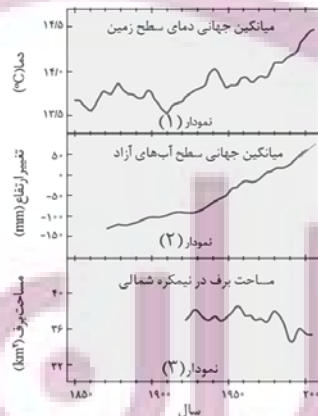 میانگین جهانی دمای سطح زمین
دما (°C)
۱۴/۵
۱۴/۰
۱۳/۵
نمودار (۱)
میانگین جهانی سطح آب‌های آزاد
تغییر ارتفاع (mm)
۵۰
۰
-۵۰
-۱۰۰
-۱۵۰
نمودار (۲)
مساحت برف در نیمکره شمالی
مساحت برف (km²)
۴۰
۳۶
۳۲
نمودار (۳)
۱۸۵۰ ۱۹۰۰ ۱۹۵۰ ۲۰۰
سال